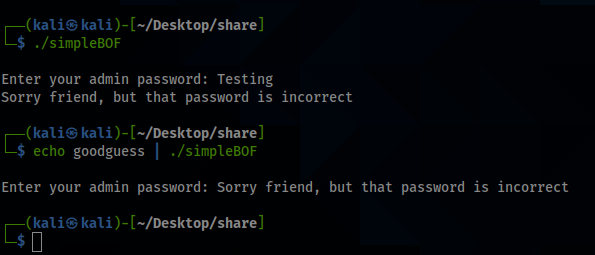 ┌──(kali㉿kali)-[~/Desktop/share]
└─$ ./simpleBOF
Enter your admin password: Testing
Sorry friend, but that password is incorrect
┌──(kali㉿kali)-[~/Desktop/share]
└─$ echo goodguess | ./simpleBOF
Enter your admin password: Sorry friend, but that password is incorrect
┌──(kali㉿kali)-[~/Desktop/share]
└─$